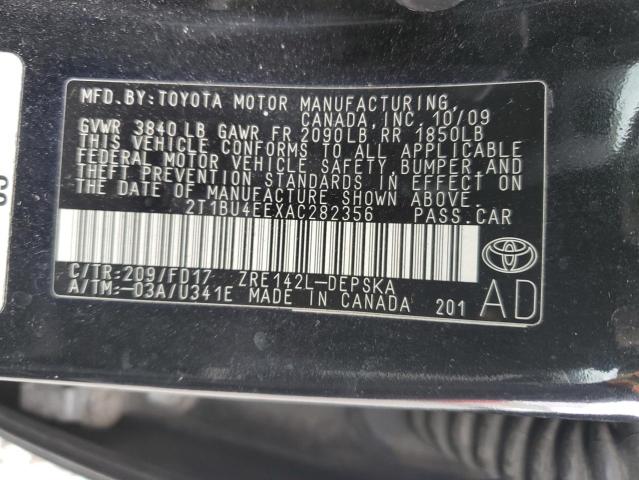 MFD.BY:TOYOTA MOTOR MANUFACTURING,
CANADA, INC. 10/09
GVWR 3840 LB GAWR FR 2090LB RR 1850LB
THIS VEHICLE CONFORMS TO ALL APPLICABLE
FEDERAL MOTOR VEHICLE SAFETY, BUMPER, AND
THEFT PREVENTION STANDARDS IN EFFECT ON
THE DATE OF MANUFACTURE SHOWN ABOVE.
2T1BU4EEXAC282356 PASS.CAR
C/TR:209/FD17 ZRE142L-DEPSKA
A/TM:-03A/U341E MADE IN CANADA 201
AD